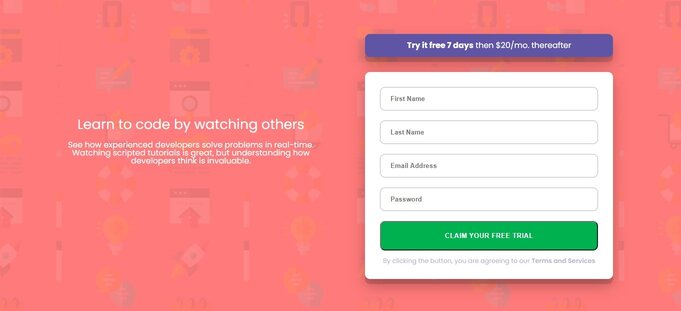 Learn to code by watching others
See how experienced developers solve problems in real-time.
Watching scripted tutorials is great, but understanding how
developers think is invaluable.
Try it free 7 days then $20/mo. thereafter
First Name
Last Name
Email Address
Password
CLAIM YOUR FREE TRIAL
By clicking the button, you are agreeing to our Terms and Services